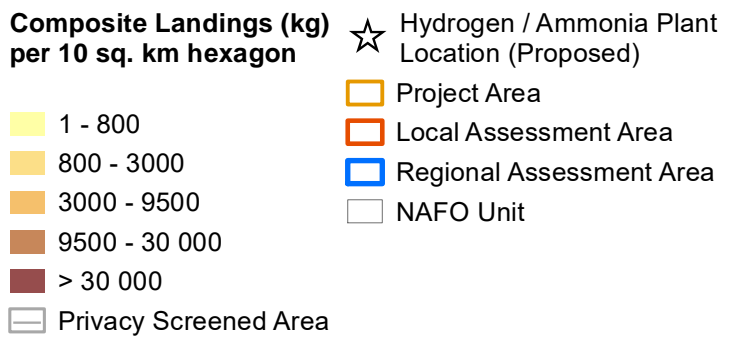 Composite Landings (kg)
per 10 sq. km hexagon
1 - 800
800 - 3000
3000 - 9500
9500 - 30 000
> 30 000
Privacy Screened Area
Hydrogen / Ammonia Plant
Location (Proposed)
Project Area
Local Assessment Area
Regional Assessment Area
NAFO Unit